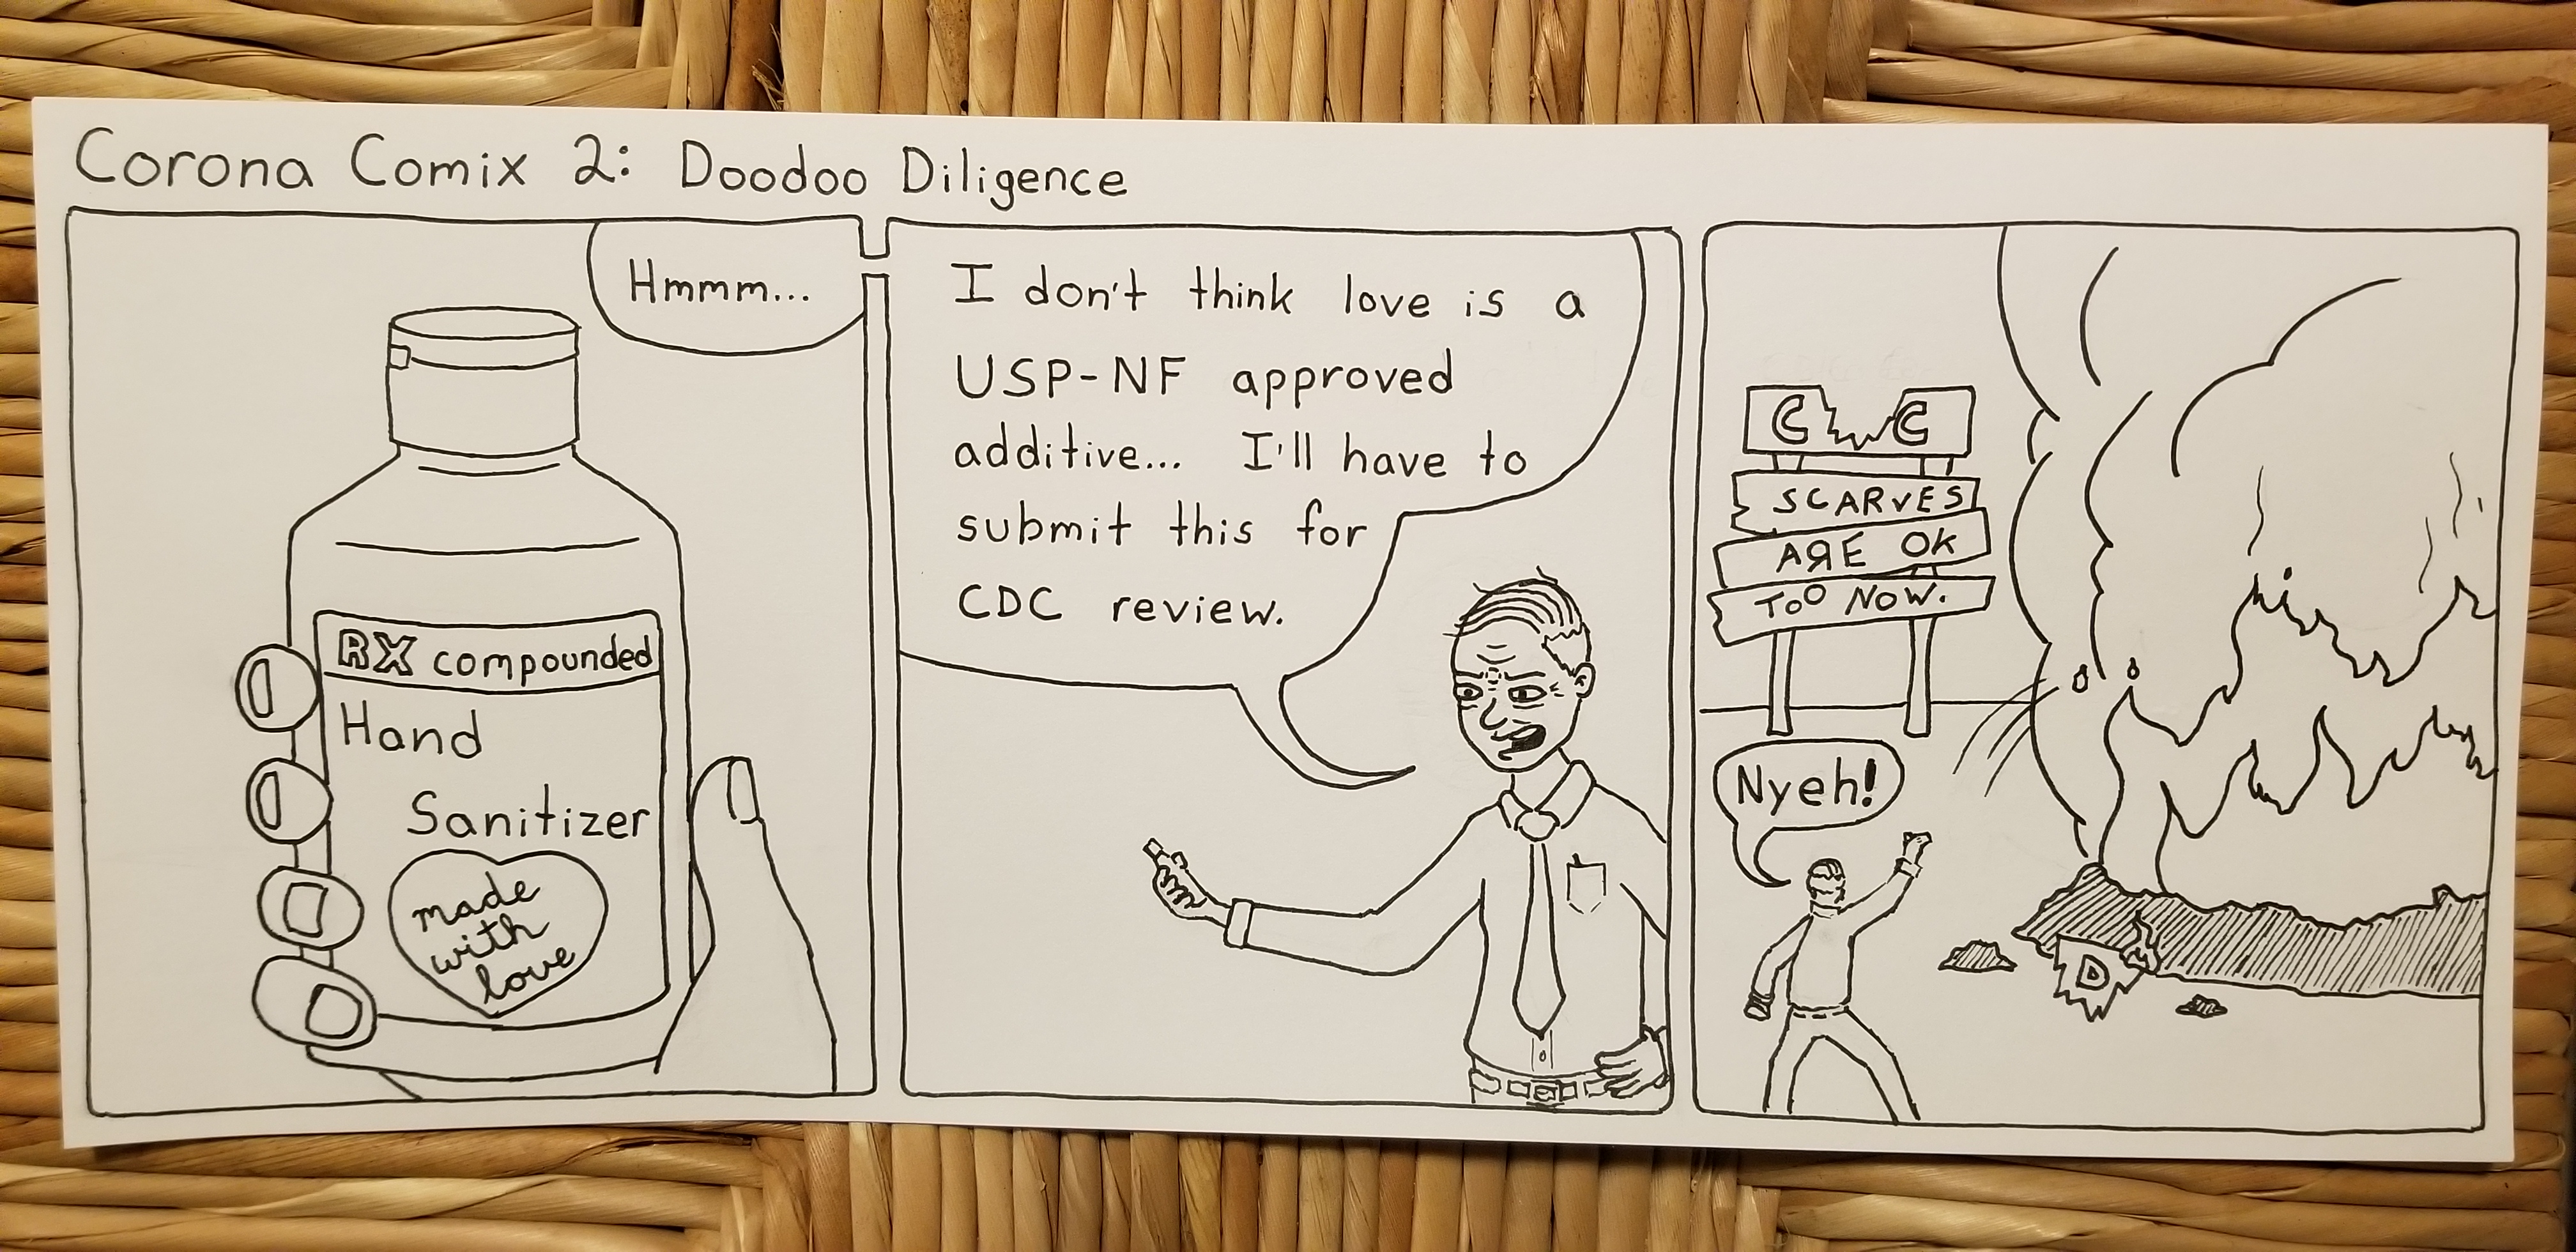 Corona Comix 2: Doodoo Diligence
Hmmm...
RX compounded
Hand
Sanitizer
made
with
love
I don't think love is a
USP-NF approved
additive... I'll have to
submit this for
CDC review.
C C
SCARVES
AЯE OK
TOO NOW.
Nyeh!
D